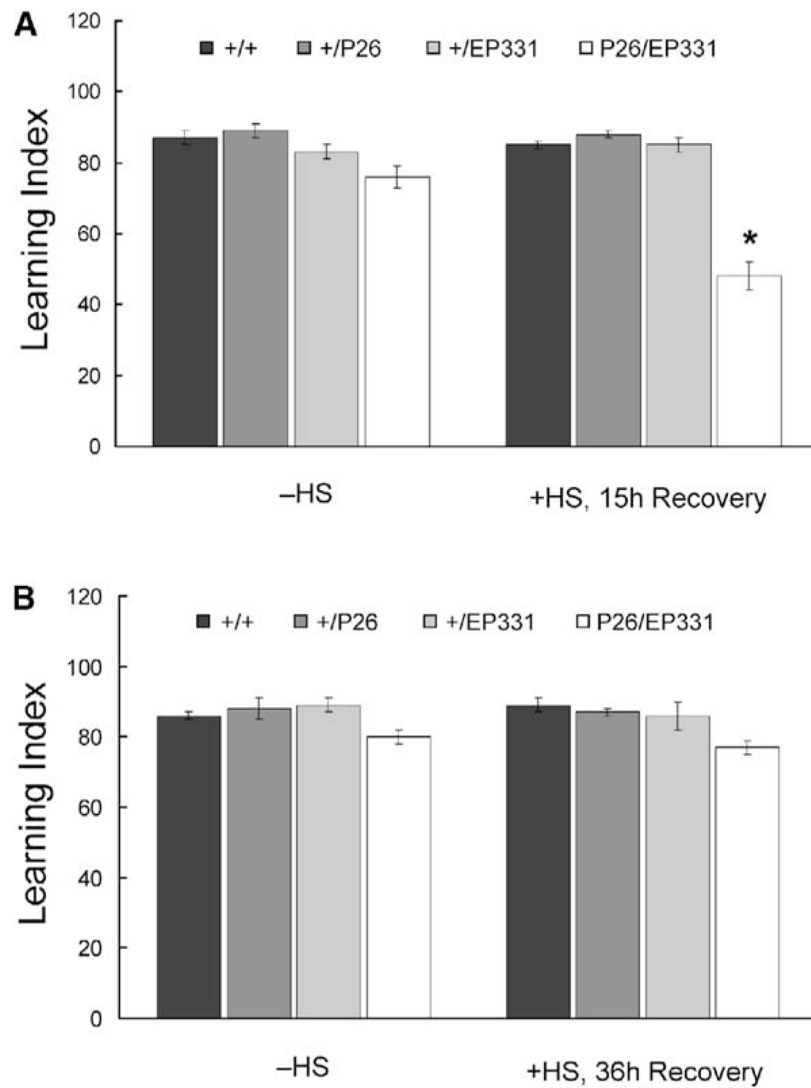 A
120
+/+ +/P26 +/EP331 P26/EP331
100
80
60
40
20
0
Learning Index
*
–HS +HS, 15h Recovery
B
120
+/+ +/P26 +/EP331 P26/EP331
100
80
60
40
20
0
Learning Index
–HS +HS, 36h Recovery